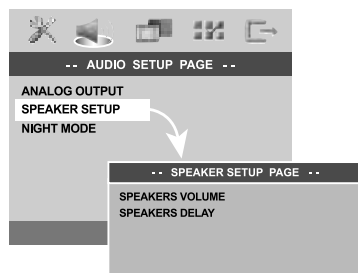 -- AUDIO SETUP PAGE --
ANALOG OUTPUT
SPEAKER SETUP
NIGHT MODE
-- SPEAKER SETUP PAGE --
SPEAKERS VOLUME
SPEAKERS DELAY